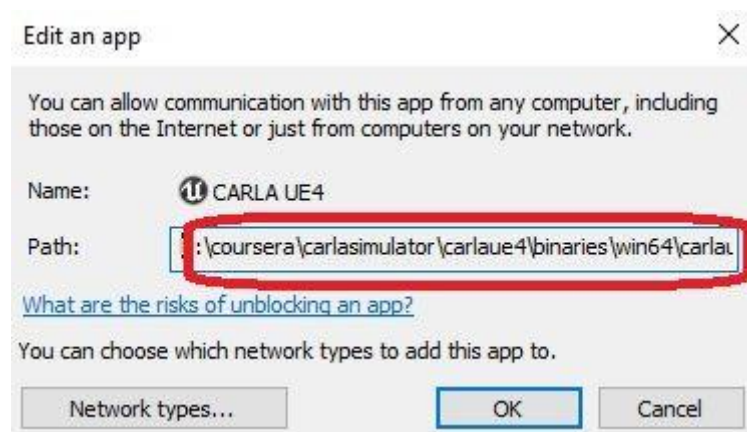 Edit an app
You can allow communication with this app from any computer, including
those on the Internet or just from computers on your network.
Name: CARLA UE4
Path: :\coursera\carlasimulator\carlaue4\binaries\win64\carlau
What are the risks of unblocking an app?
You can choose which network types to add this app to.
Network types... OK Cancel